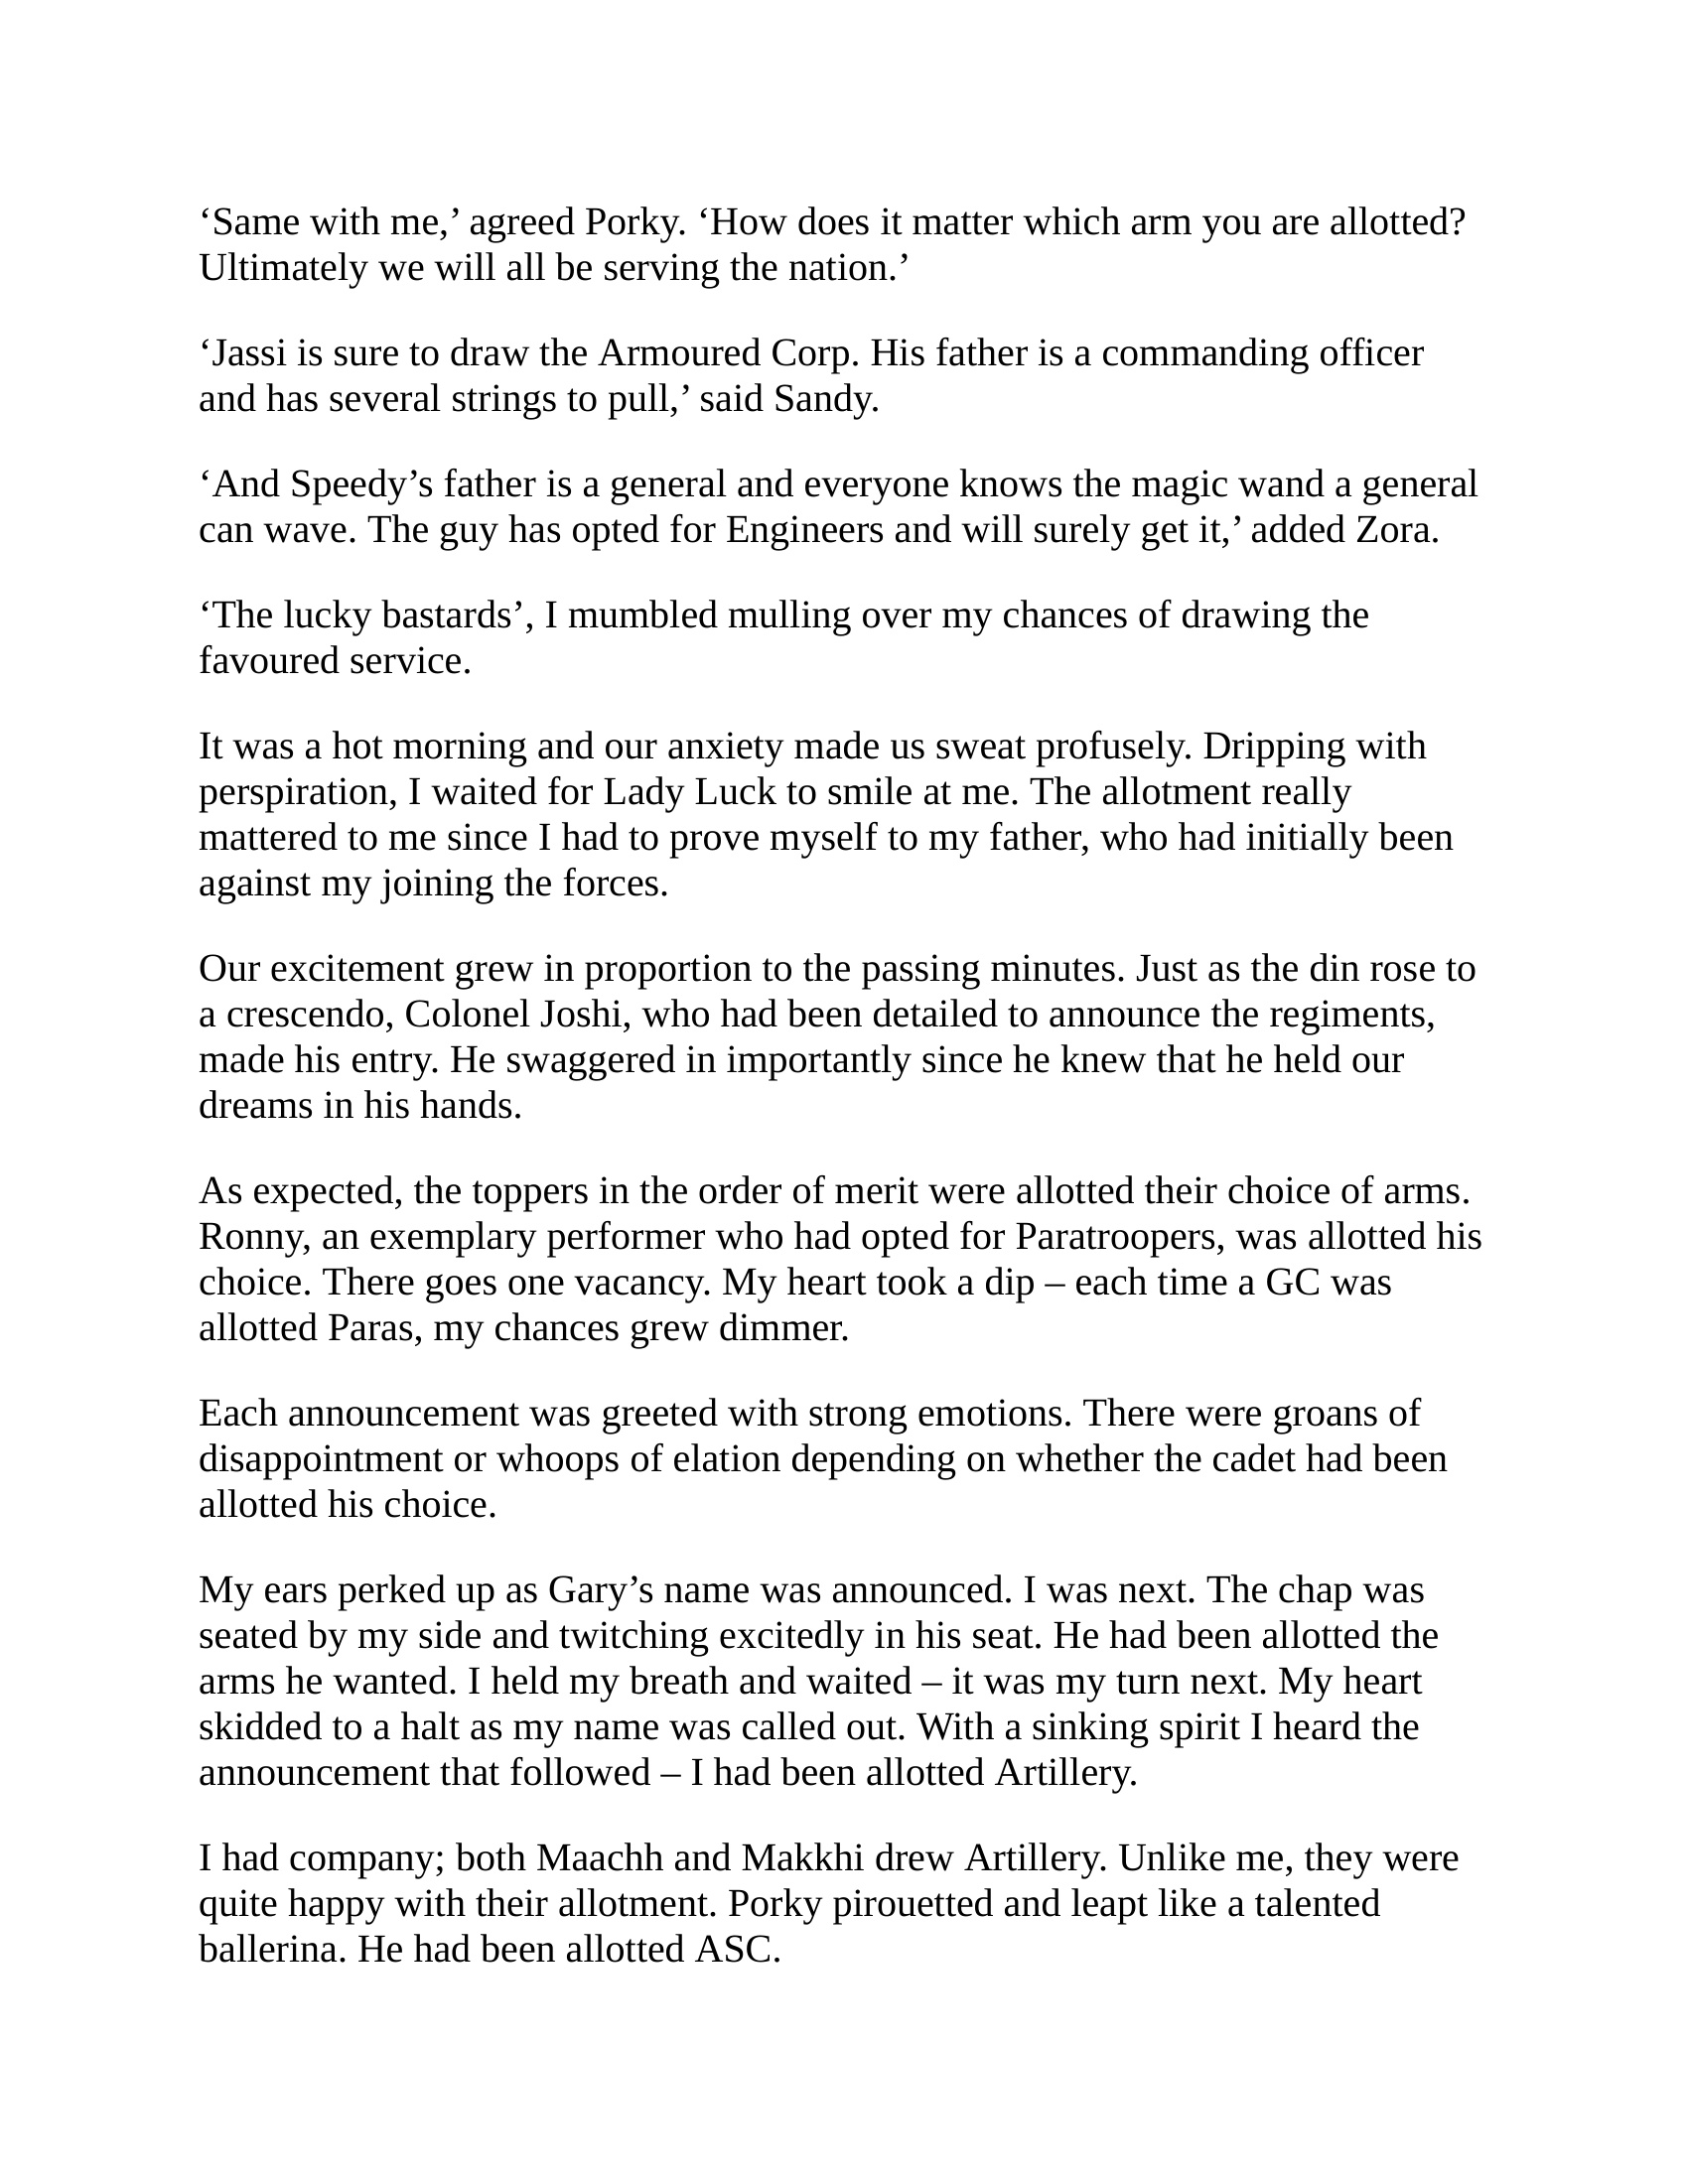 ‘Same with me,’ agreed Porky. ‘How does it matter which arm you are allotted?
Ultimately we will all be serving the nation.’
‘Jassi is sure to draw the Armoured Corp. His father is a commanding officer
and has several strings to pull,’ said Sandy.
‘And Speedy’s father is a general and everyone knows the magic wand a general
can wave. The guy has opted for Engineers and will surely get it,’ added Zora.
‘The lucky bastards’, I mumbled mulling over my chances of drawing the
favoured service.
It was a hot morning and our anxiety made us sweat profusely. Dripping with
perspiration, I waited for Lady Luck to smile at me. The allotment really
mattered to me since I had to prove myself to my father, who had initially been
against my joining the forces.
Our excitement grew in proportion to the passing minutes. Just as the din rose to
a crescendo, Colonel Joshi, who had been detailed to announce the regiments,
made his entry. He swaggered in importantly since he knew that he held our
dreams in his hands.
As expected, the toppers in the order of merit were allotted their choice of arms.
Ronny, an exemplary performer who had opted for Paratroopers, was allotted his
choice. There goes one vacancy. My heart took a dip – each time a GC was
allotted Paras, my chances grew dimmer.
Each announcement was greeted with strong emotions. There were groans of
disappointment or whoops of elation depending on whether the cadet had been
allotted his choice.
My ears perked up as Gary’s name was announced. I was next. The chap was
seated by my side and twitching excitedly in his seat. He had been allotted the
arms he wanted. I held my breath and waited – it was my turn next. My heart
skidded to a halt as my name was called out. With a sinking spirit I heard the
announcement that followed – I had been allotted Artillery.
I had company; both Maachh and Makkhi drew Artillery. Unlike me, they were
quite happy with their allotment. Porky pirouetted and leapt like a talented
ballerina. He had been allotted ASC.